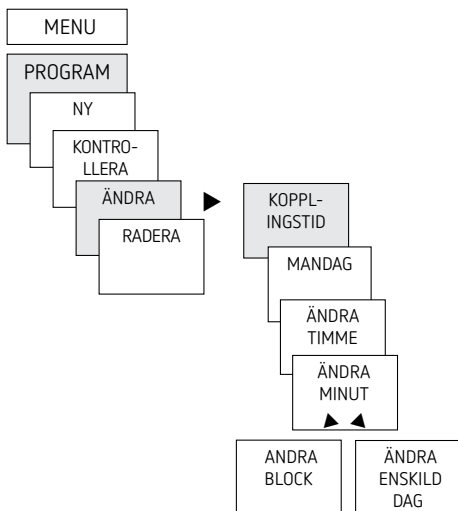 MENU
PROGRAM
NY
KONTRO-
LLERA
ÄNDRA
RADERA
KOPPL-
INGSTID
MANDAG
ÄNDRA
TIMME
ÄNDRA
MINUT
ANDRA
BLOCK
ÄNDRA
ENSKILD
DAG